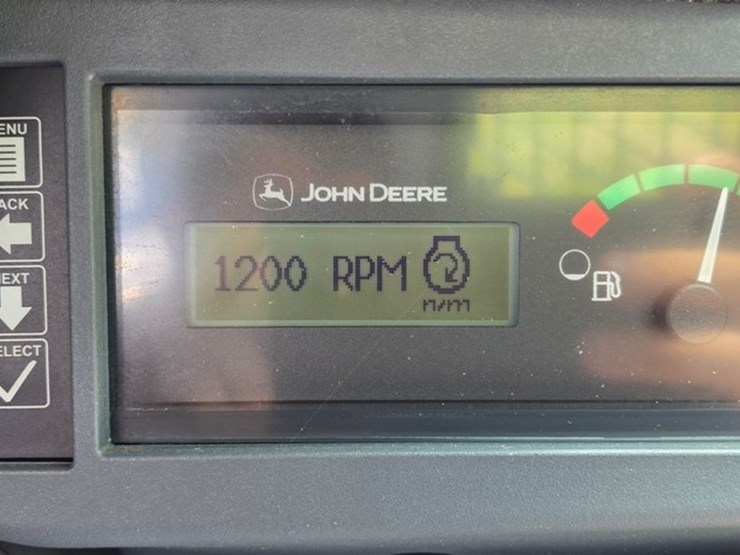 ENU
ACK
EXT
ELECT
JOHN DEERE
1200 RPM
n/m